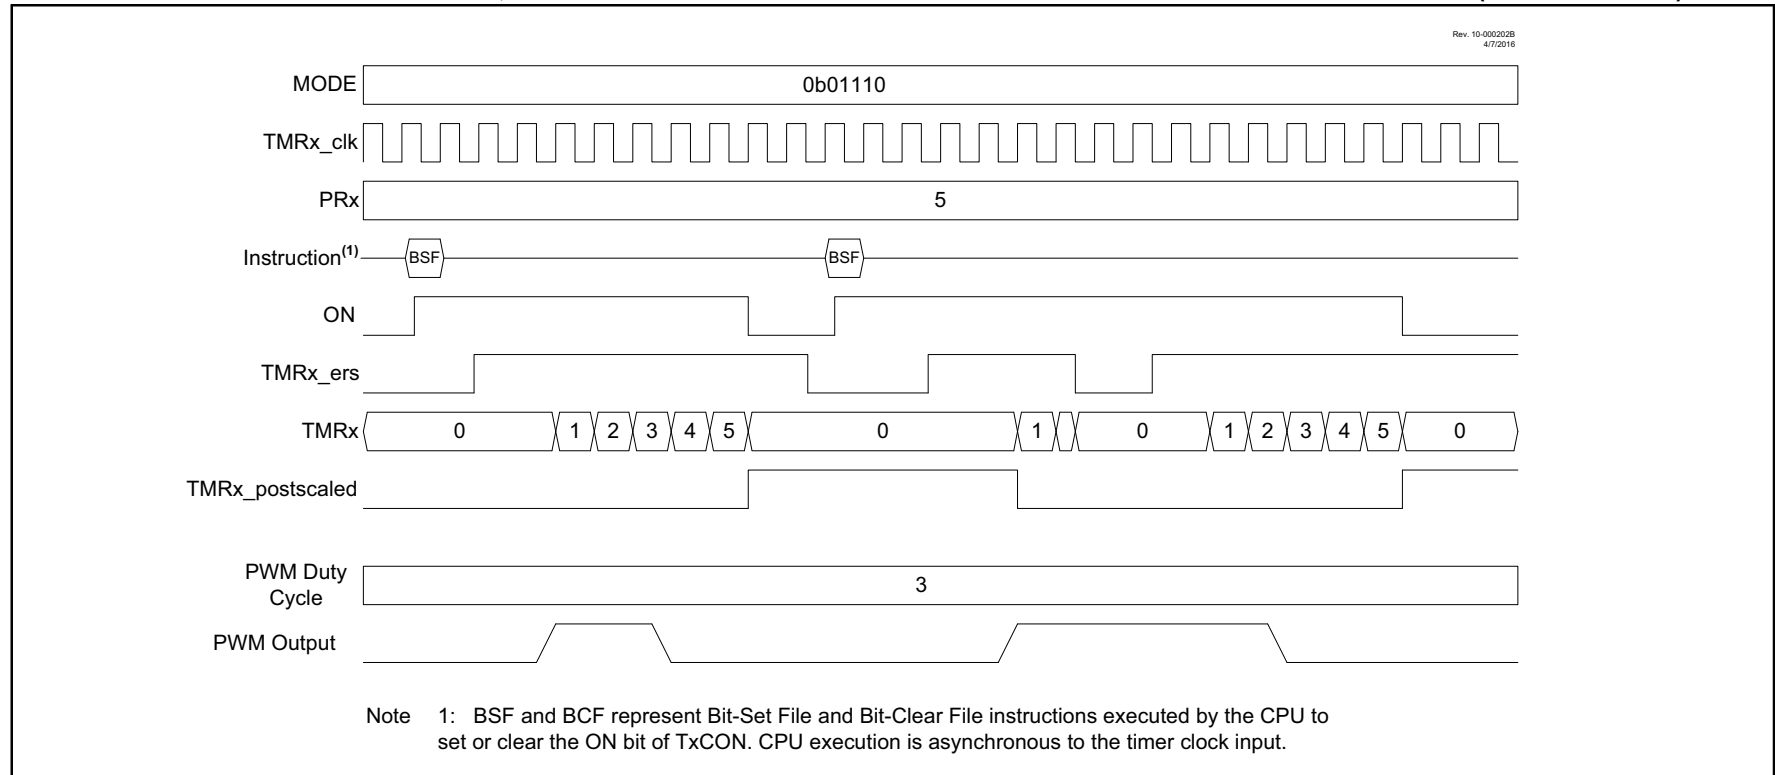 Rev. 10-000202B
4/7/2016
MODE 0b01110
TMRx_clk
PRx 5
Instruction(1) BSF BSF
ON
TMRx_ers
TMRx 0 1 2 3 4 5 0 1 0 1 2 3 4 5 0
TMRx_postscaled
PWM Duty
Cycle 3
PWM Output
Note 1: BSF and BCF represent Bit-Set File and Bit-Clear File instructions executed by the CPU to
set or clear the ON bit of TxCON. CPU execution is asynchronous to the timer clock input.